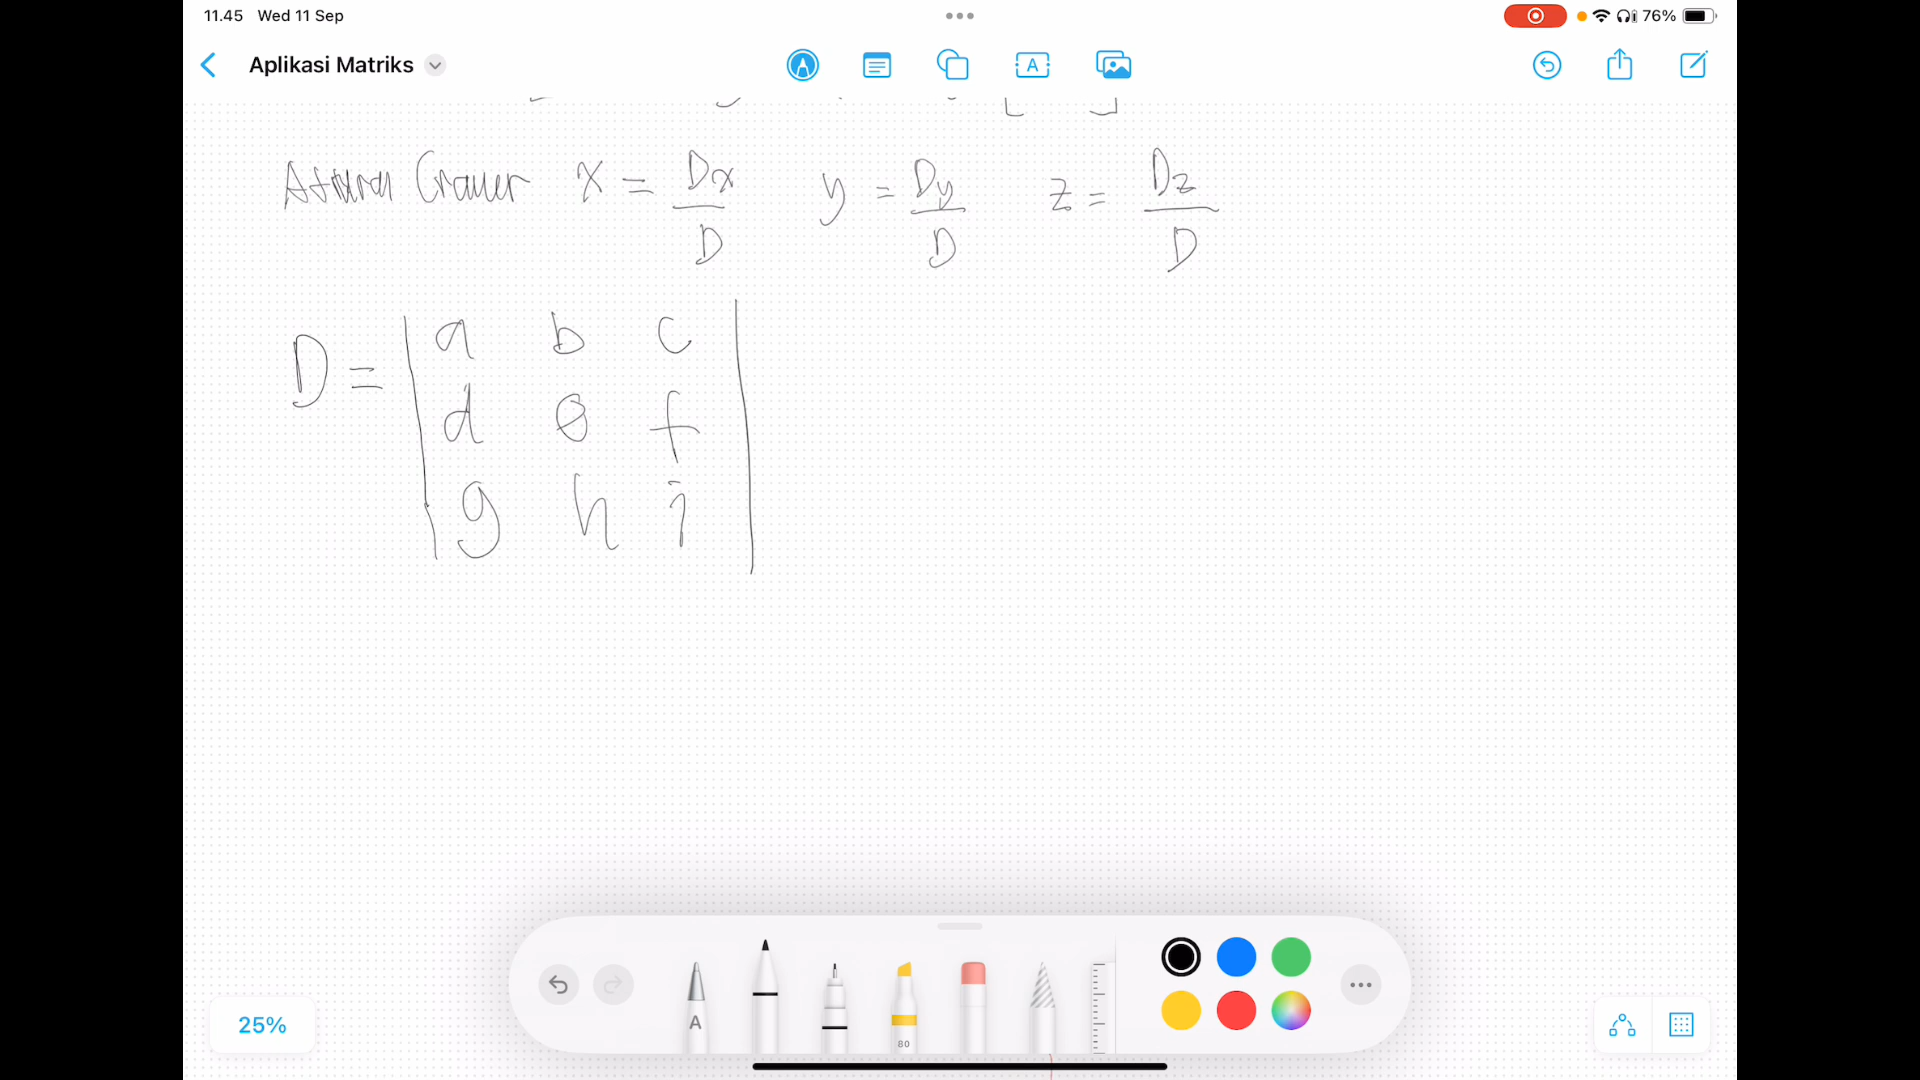 11.45 Wed 11 Sep
76%
Aplikasi Matriks
A
Aturan Cramer x = Dx/D y = Dy/D z = Dz/D
D = | a b c |
| d e f |
| g h i |
A
80
25%